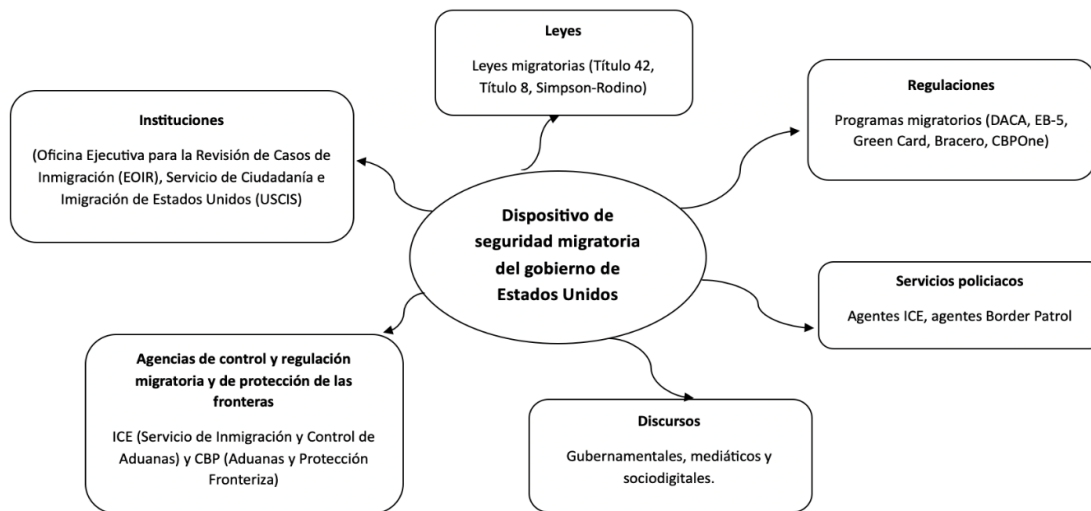 Leyes
Leyes migratorias (Título 42,
Título 8, Simpson-Rodino)
Regulaciones
Programas migratorios (DACA, EB-5,
Green Card, Bracero, CBPOne)
Instituciones
(Oficina Ejecutiva para la Revisión de Casos de
Inmigración (EOIR), Servicio de Ciudadanía e
Imigración de Estados Unidos (USCIS)
Dispositivo de
seguridad migratoria
del gobierno de
Estados Unidos
Servicios policiacos
Agentes ICE, agentes Border Patrol
Agencias de control y regulación
migratoria y de protección de las
fronteras
ICE (Servicio de Inmigración y Control de
Aduanas) y CBP (Aduanas y Protección
Fronteriza)
Discursos
Gubernamentales, mediáticos y
sociodigitales.